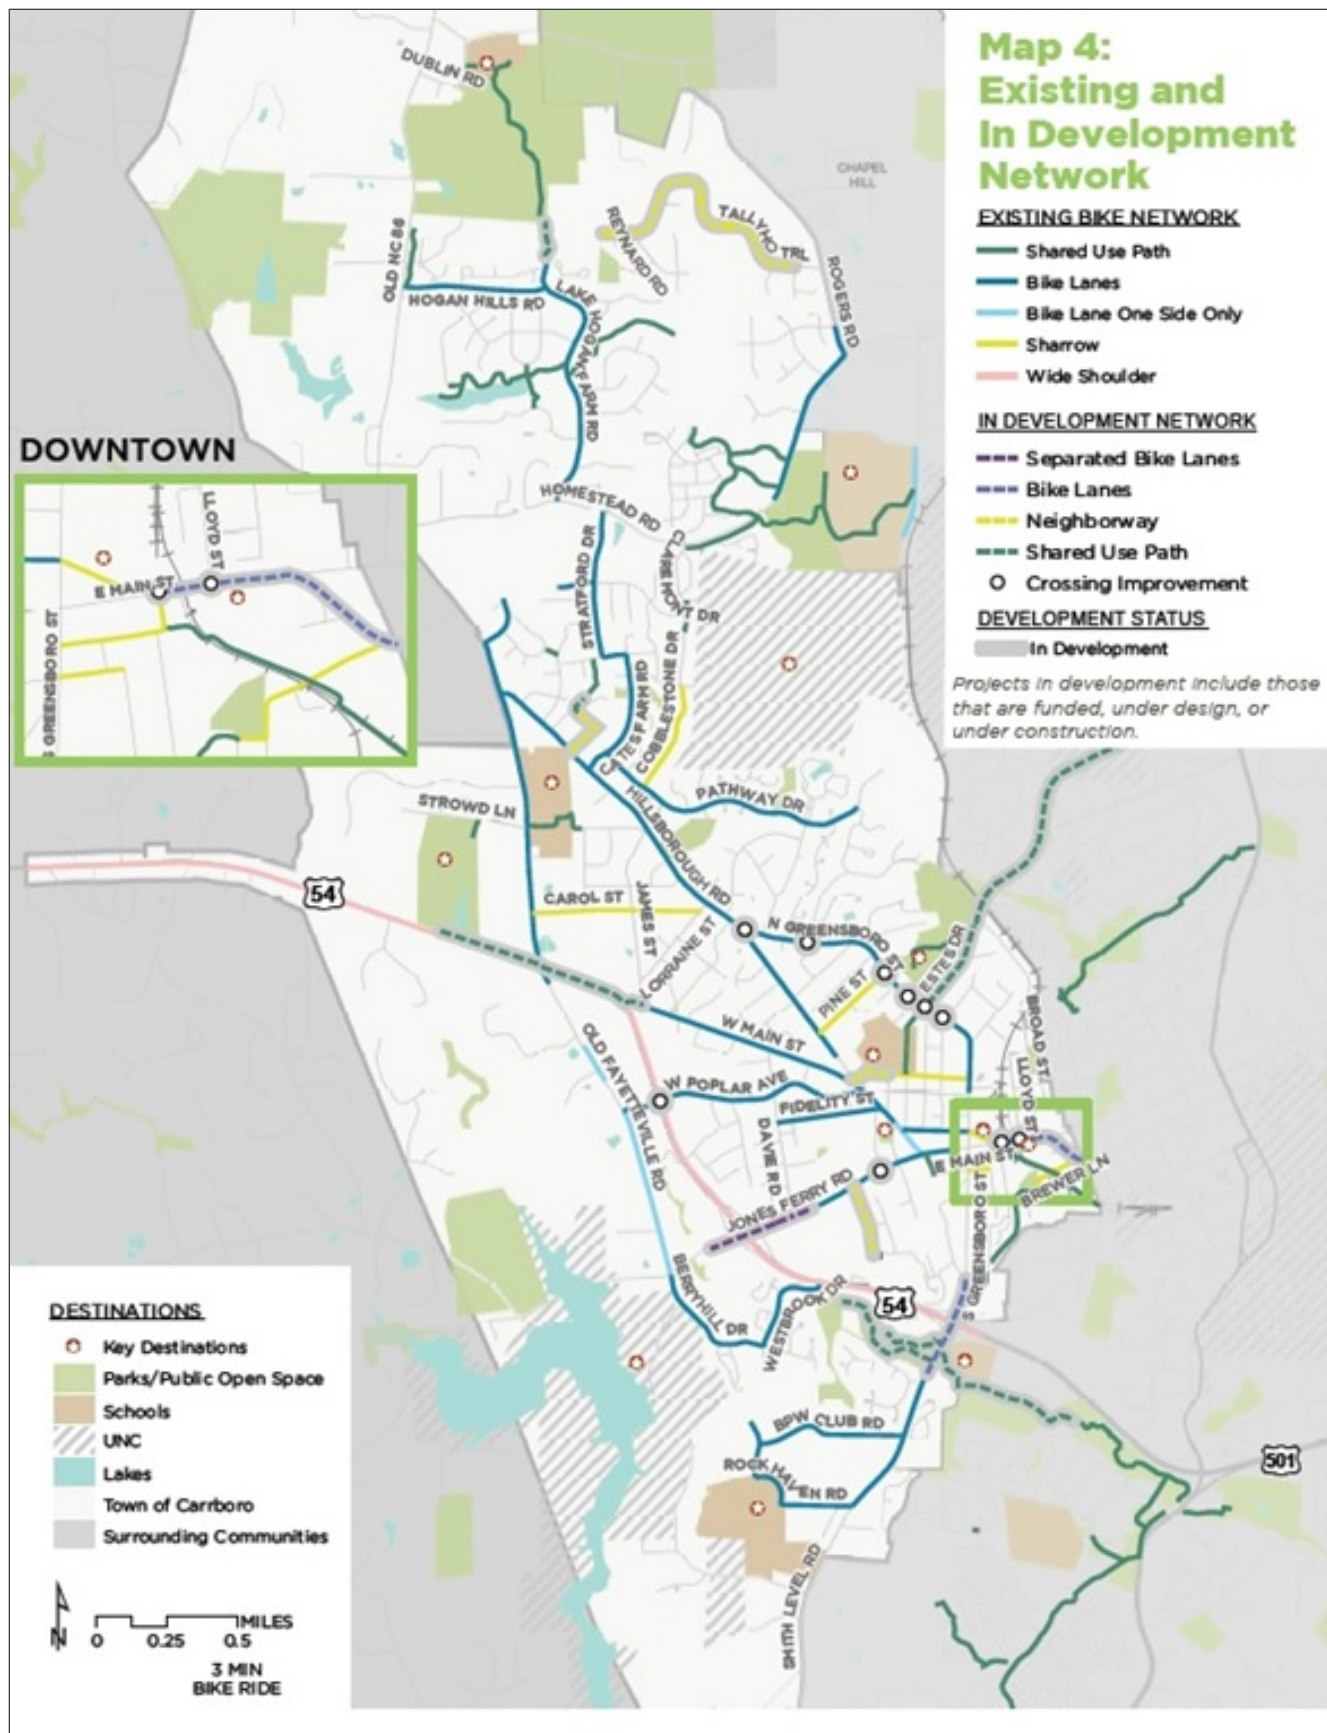 Map 4:
Existing and
In Development
Network
EXISTING BIKE NETWORK
Shared Use Path
Bike Lanes
Bike Lane One Side Only
Sharrow
Wide Shoulder
IN DEVELOPMENT NETWORK
Separated Bike Lanes
Bike Lanes
Neighborway
Shared Use Path
Crossing Improvement
DEVELOPMENT STATUS
In Development
Projects in development include those
that are funded, under design, or
under construction.
DUBLIN RD
CHAPEL
HILL
OLD NC 86
REYNARD RD
TALLYHO TRL
ROGERS RD
HOGAN HILLS RD
LAKE HOGAN FARM RD
DOWNTOWN
LLOYD ST
E MAIN ST
S GREENSBORO ST
HOMESTEAD RD
STRATFORD DR
CLAREMONT DR
CATES FARM RD
COBBLESTONE DR
PATHWAY DR
STROWD LN
HILLSBOROUGH RD
54
CAROL ST
JAMES ST
LORRAINE ST
N GREENSBORO ST
ESTES DR
PINE ST
W MAIN ST
BROAD ST
LLOYD ST
OLD FAYETTEVILLE RD
W POPLAR AVE
FIDELITY ST
DAVIE RD
E MAIN ST
BREWER LN
JONES FERRY RD
S GREENSBORO ST
BERRYHILL DR
WESTBROOK DR
54
BPW CLUB RD
ROCK HAVEN RD
501
SMITH LEVEL RD
DESTINATIONS
Key Destinations
Parks/Public Open Space
Schools
UNC
Lakes
Town of Carrboro
Surrounding Communities
N
MILES
0 0.25 0.5
3 MIN
BIKE RIDE